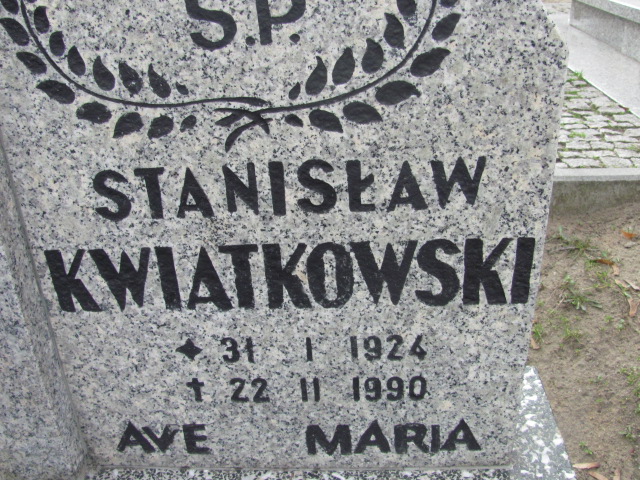 Ś.P.
STANISŁAW
KWIATKOWSKI
✦ 31 I 1924
† 22 II 1990
AVE MARIA